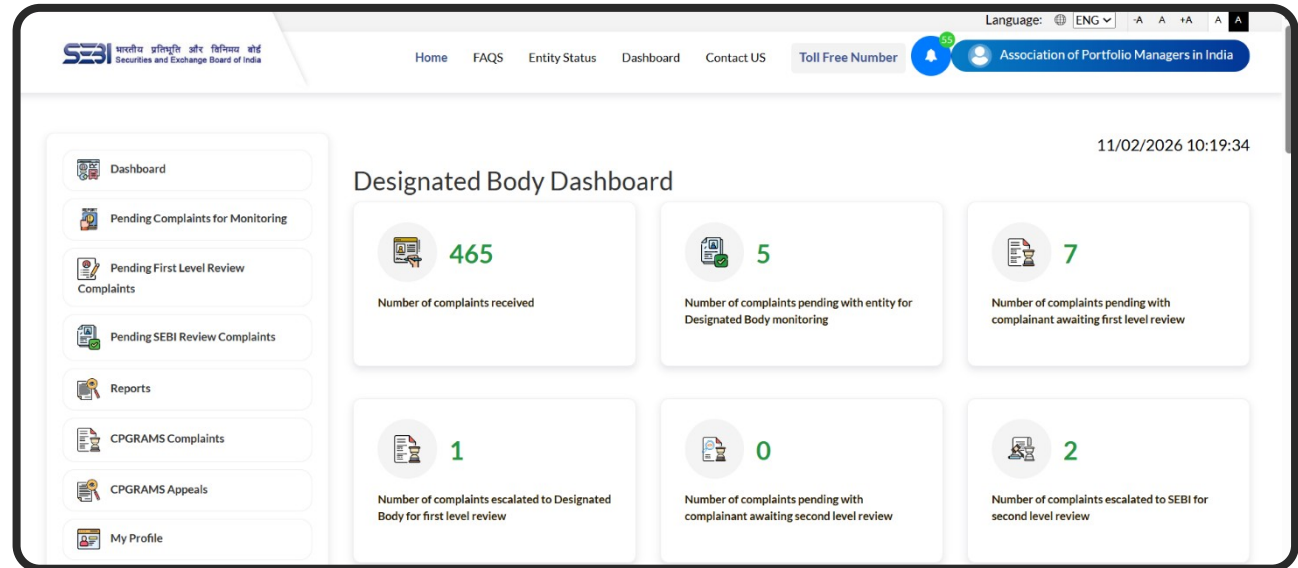 Language: ENG -A A +A A A
SEBI भारतीय प्रतिभूति और विनिमय बोर्ड
Securities and Exchange Board of India
Home FAQS Entity Status Dashboard Contact US Toll Free Number 55 Association of Portfolio Managers in India
11/02/2026 10:19:34
Dashboard
Pending Complaints for Monitoring
Pending First Level Review
Complaints
Pending SEBI Review Complaints
Reports
CPGRAMS Complaints
CPGRAMS Appeals
My Profile
Designated Body Dashboard
465
Number of complaints received
5
Number of complaints pending with entity for
Designated Body monitoring
7
Number of complaints pending with
complainant awaiting first level review
1
Number of complaints escalated to Designated
Body for first level review
0
Number of complaints pending with
complainant awaiting second level review
2
Number of complaints escalated to SEBI for
second level review